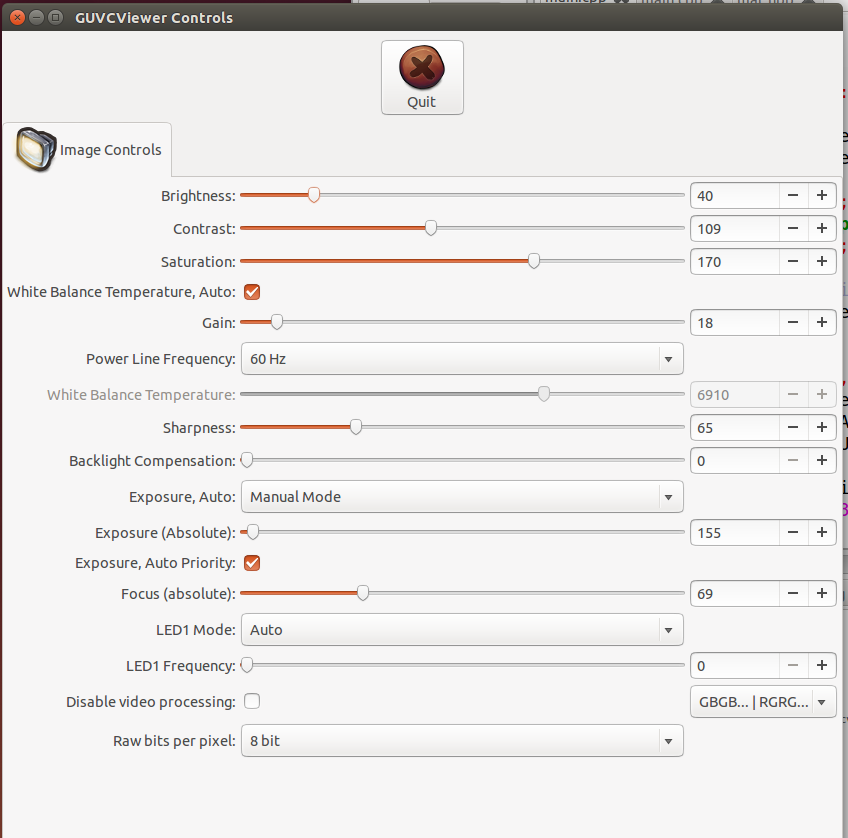 GUVCViewer Controls
Quit
Image Controls
Brightness: 40
Contrast: 109
Saturation: 170
White Balance Temperature, Auto:
Gain: 18
Power Line Frequency: 60 Hz
White Balance Temperature: 6910
Sharpness: 65
Backlight Compensation: 0
Exposure, Auto: Manual Mode
Exposure (Absolute): 155
Exposure, Auto Priority:
Focus (absolute): 69
LED1 Mode: Auto
LED1 Frequency: 0
Disable video processing: GBGB... | RGRG...
Raw bits per pixel: 8 bit